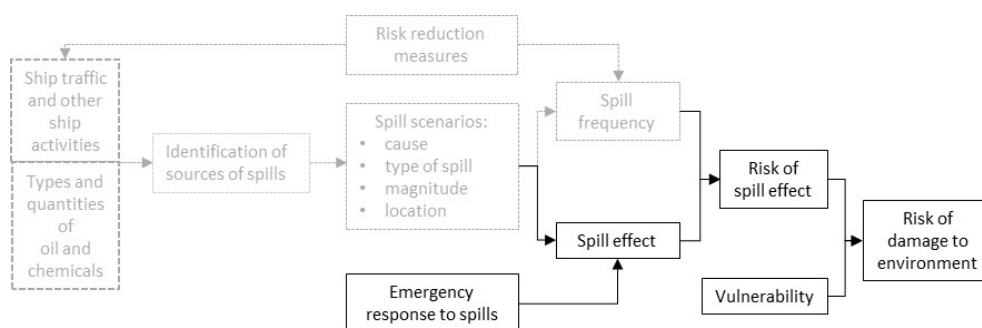 Risk reduction
measures
Ship traffic
and other
ship
activities
Types and
quantities
of
oil and
chemicals
Identification of
sources of spills
Spill scenarios:
• cause
• type of spill
• magnitude
• location
Spill
frequency
Spill effect
Emergency
response to spills
Risk of
spill effect
Vulnerability
Risk of
damage to
environment